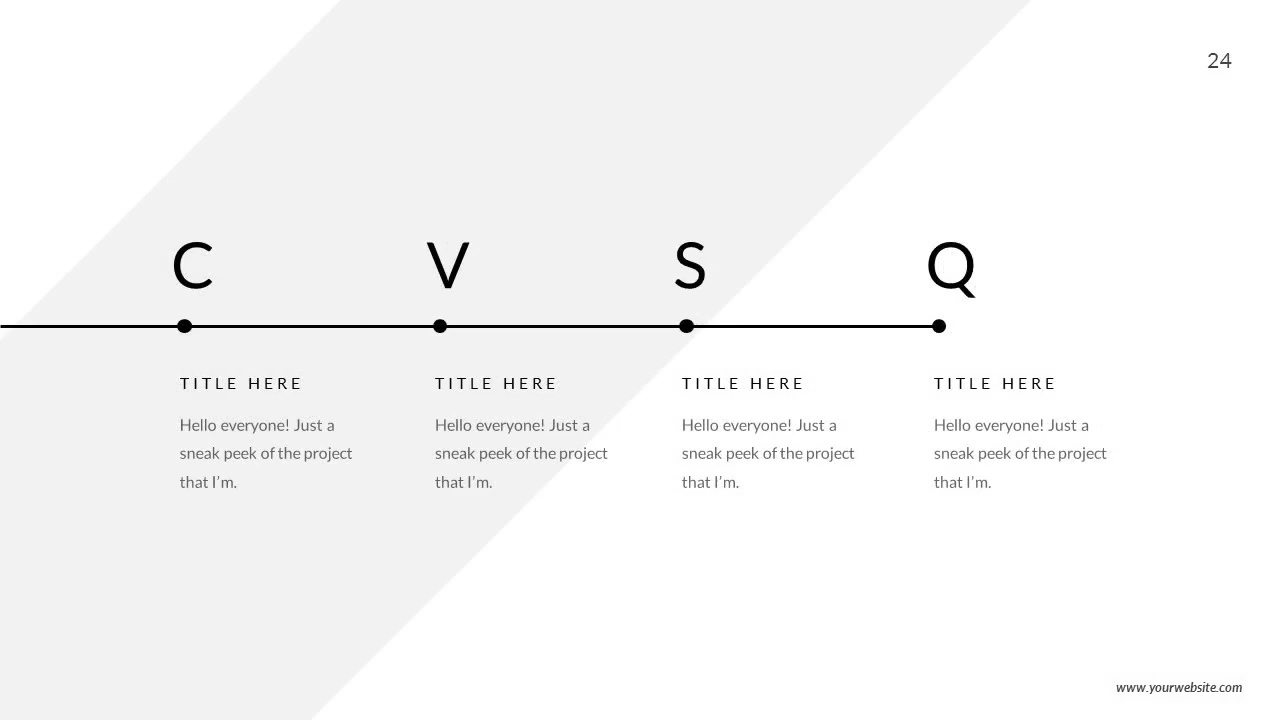 24
C
V
S
Q
TITLE HERE
Hello everyone! Just a
sneak peek of the project
that I'm.
TITLE HERE
Hello everyone! Just a
sneak peek of the project
that I'm.
TITLE HERE
Hello everyone! Just a
sneak peek of the project
that I'm.
TITLE HERE
Hello everyone! Just a
sneak peek of the project
that I'm.
www.yourwebsite.com